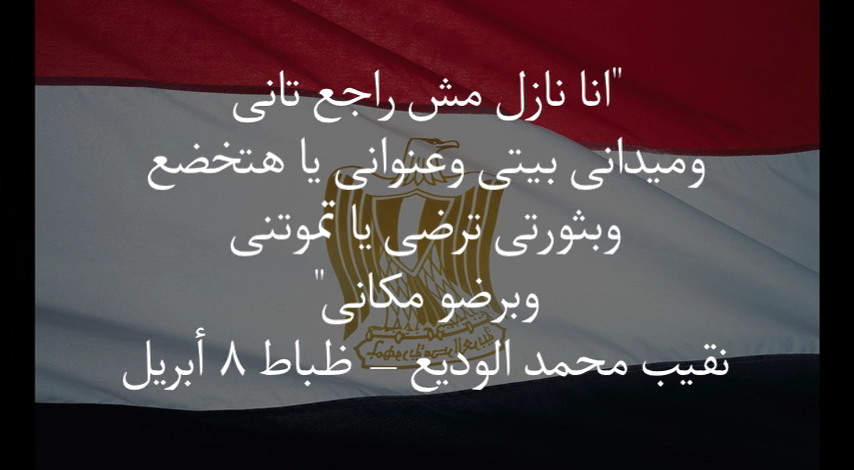 "انا نازل مش راجع تانى
وميدانى بيتى وعنوانى يا هتخضع
وبثورتى ترضى يا تموتنى
وبرضو مكانى"
نقيب محمد الوديع – ظباط ٨ أبريل